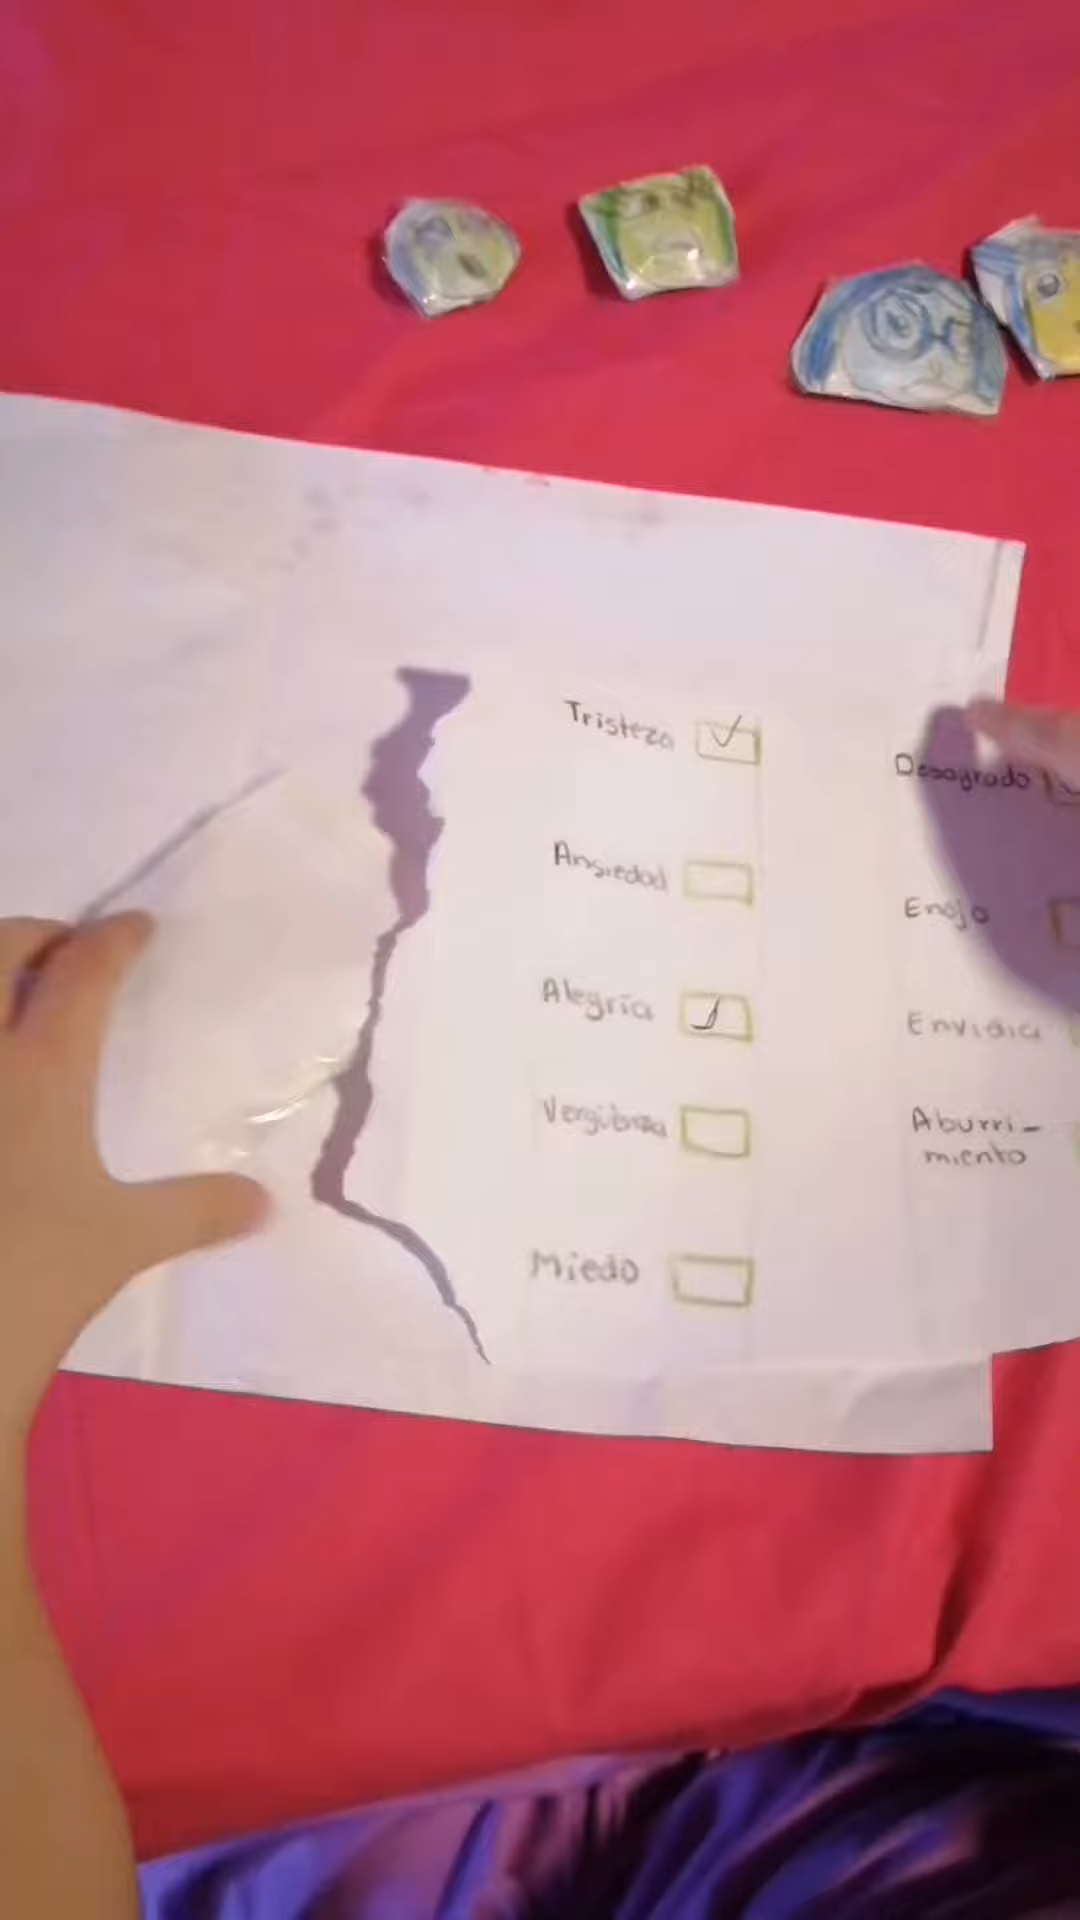 Tristeza
Ansiedad
Alegría
Vergüenza
Miedo
Desagrado
Enojo
Envidia
Aburri-
miento